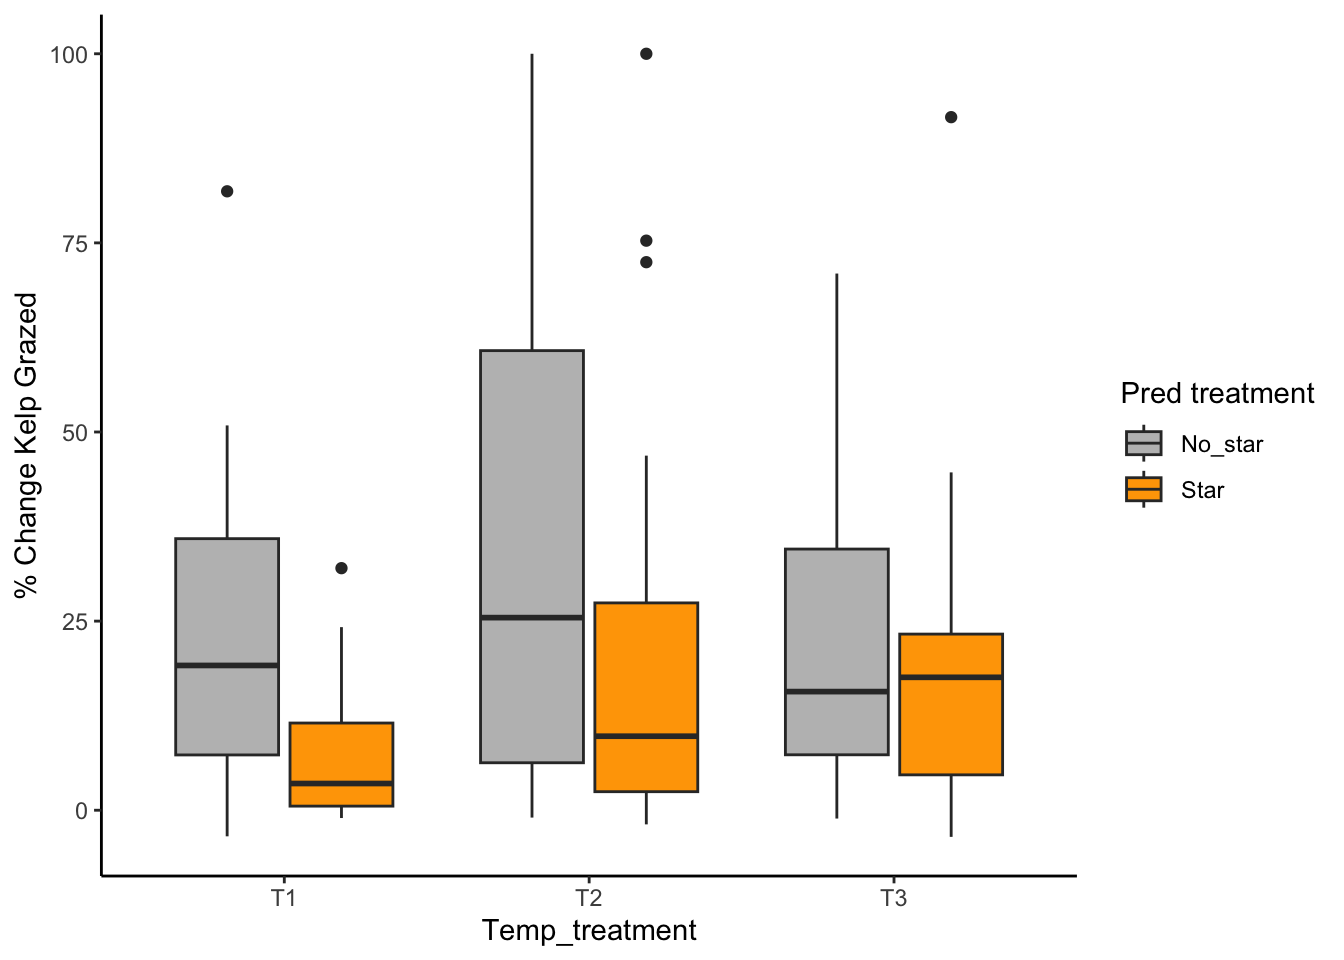 100
75
50
25
0
% Change Kelp Grazed
T1
T2
T3
Temp_treatment
Pred treatment
No_star
Star